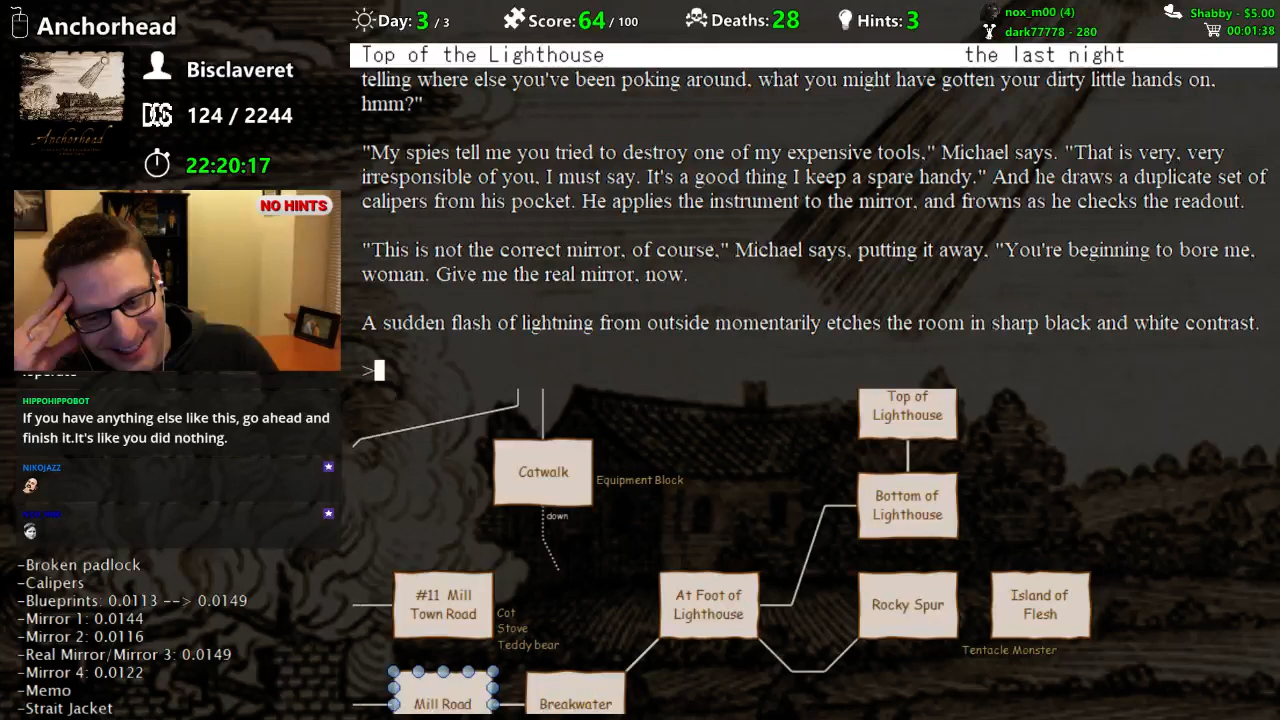 Anchorhead
Day: 3 / 3
Score: 64 / 100
Deaths: 28
Hints: 3
nox_m00 (4)
dark77778 - 280
Shabby - $5.00
00:01:38
Anchorhead
Bisclaveret
DCS 124 / 2244
22:20:17
NO HINTS
HIPPOHIPPOBOT
If you have anything else like this, go ahead and
finish it.It's like you did nothing.
NIKOJAZZ
-Broken padlock
-Calipers
-Blueprints: 0.0113 --> 0.0149
-Mirror 1: 0.0144
-Mirror 2: 0.0116
-Real Mirror/Mirror 3: 0.0149
-Mirror 4: 0.0122
-Memo
-Strait Jacket
Top of the Lighthouse the last night
telling where else you've been poking around, what you might have gotten your dirty little hands on,
hmm?"
"My spies tell me you tried to destroy one of my expensive tools," Michael says. "That is very, very
irresponsible of you, I must say. It's a good thing I keep a spare handy." And he draws a duplicate set of
calipers from his pocket. He applies the instrument to the mirror, and frowns as he checks the readout.
"This is not the correct mirror, of course," Michael says, putting it away. "You're beginning to bore me,
woman. Give me the real mirror, now.
A sudden flash of lightning from outside momentarily etches the room in sharp black and white contrast.
>
Top of
Lighthouse
Catwalk
Equipment Block
down
Bottom of
Lighthouse
#11 Mill
Town Road
Cot
Stove
Teddy bear
At Foot of
Lighthouse
Rocky Spur
Island of
Flesh
Tentacle Monster
Mill Road
Breakwater